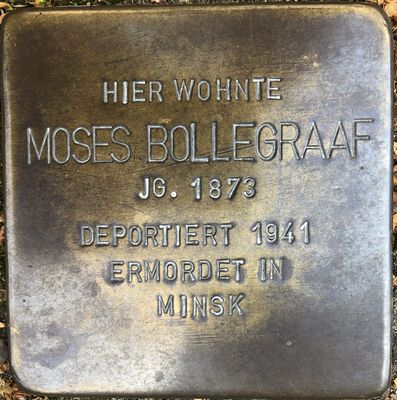 HIER WOHNTE
MOSES BOLLEGRAAF
JG. 1873
DEPORTIERT 1941
ERMORDET IN
MINSK